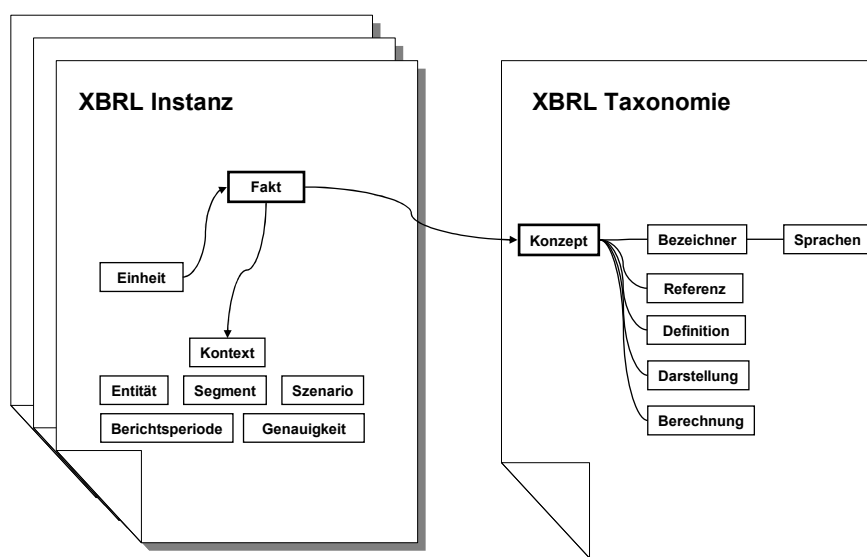 XBRL Instanz
Fakt
Einheit
Kontext
Entität Segment Szenario
Berichtsperiode Genauigkeit
XBRL Taxonomie
Konzept Bezeichner Sprachen
Referenz
Definition
Darstellung
Berechnung